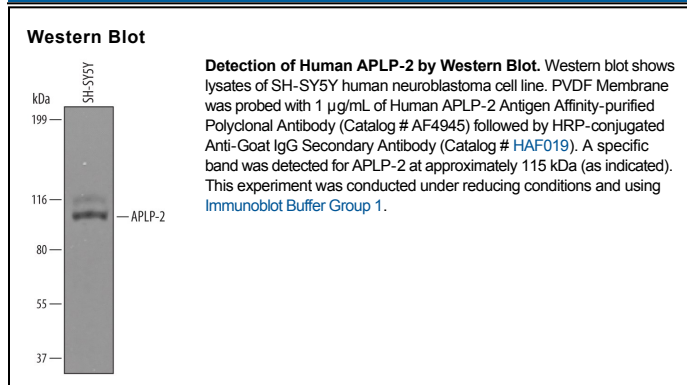 Western Blot
kDa
SH-SY5Y
199
116
APLP-2
80
55
37
Detection of Human APLP-2 by Western Blot. Western blot shows
lysates of SH-SY5Y human neuroblastoma cell line. PVDF Membrane
was probed with 1 µg/mL of Human APLP-2 Antigen Affinity-purified
Polyclonal Antibody (Catalog # AF4945) followed by HRP-conjugated
Anti-Goat IgG Secondary Antibody (Catalog # HAF019). A specific
band was detected for APLP-2 at approximately 115 kDa (as indicated).
This experiment was conducted under reducing conditions and using
Immunoblot Buffer Group 1.